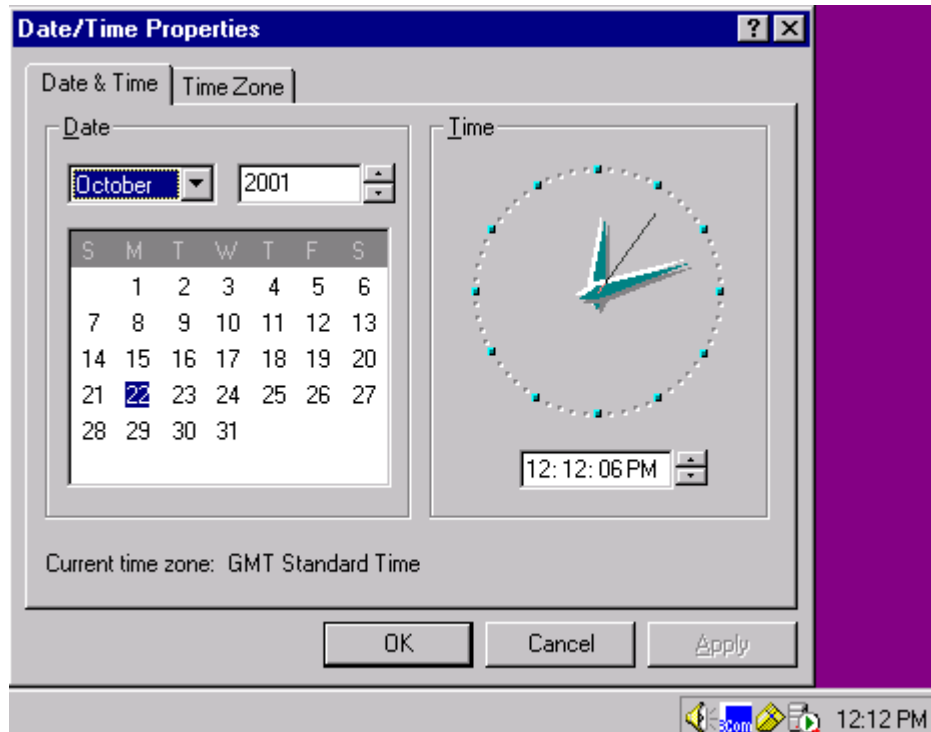 Date/Time Properties
Date & Time Time Zone
Date
October 2001
S M T W T F S
1 2 3 4 5 6
7 8 9 10 11 12 13
14 15 16 17 18 19 20
21 22 23 24 25 26 27
28 29 30 31
Time
12:12:06 PM
Current time zone: GMT Standard Time
OK Cancel Apply
3Com 12:12 PM